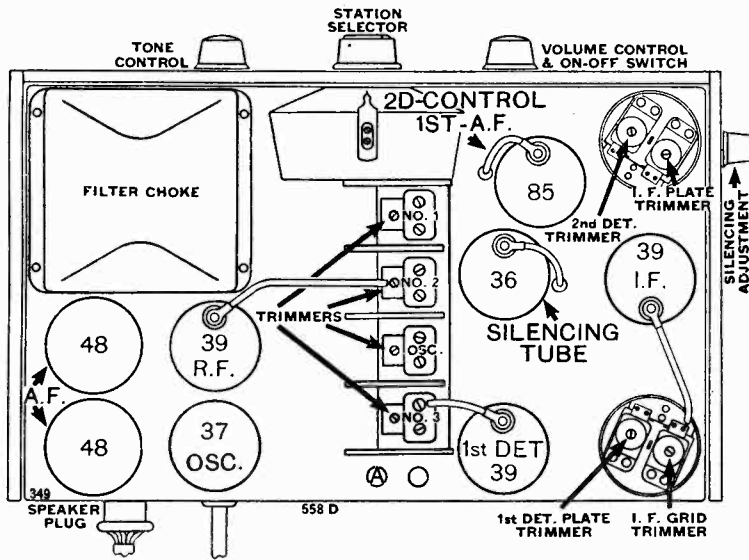 STATION
SELECTOR
TONE
CONTROL
VOLUME CONTROL
& ON-OFF SWITCH
2D-CONTROL
1ST-A.F.
FILTER CHOKE
85
I.F. PLATE
TRIMMER
2nd DET.
TRIMMER
SILENCING
ADJUSTMENT
NO. 1
NO. 2
OSC.
NO. 3
TRIMMERS
36
39
I.F.
SILENCING
TUBE
48
39
R.F.
A.F.
48
37
OSC.
1st DET
39
A
349
SPEAKER
PLUG
558 D
1st DET. PLATE
TRIMMER
I.F. GRID
TRIMMER